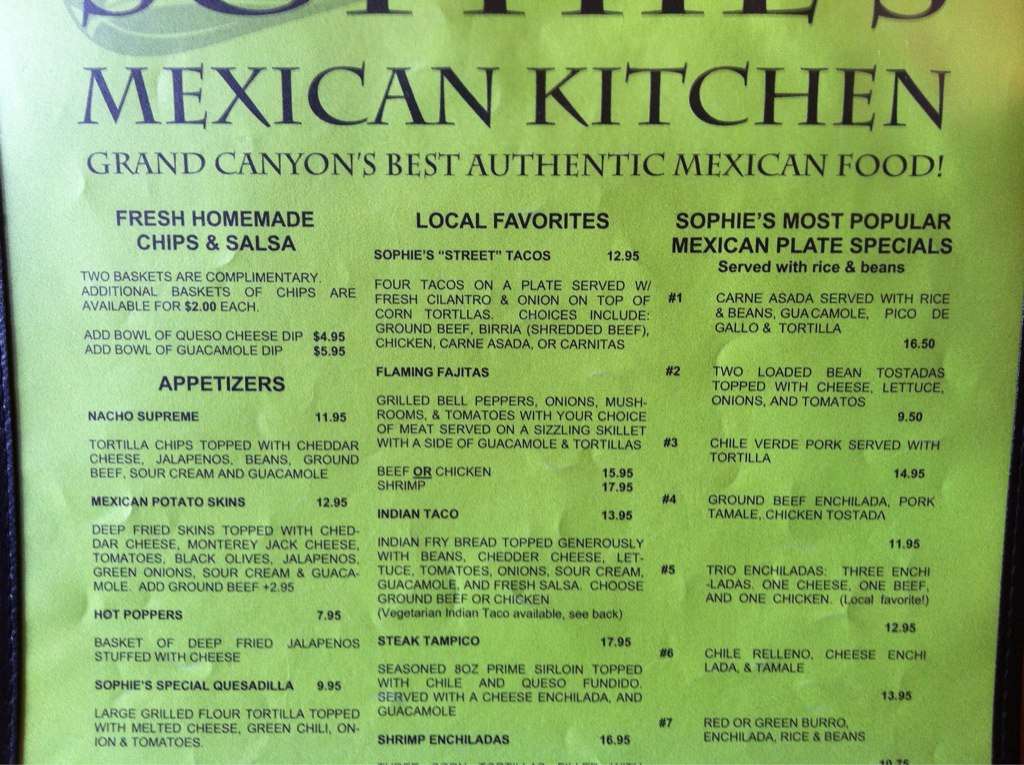 SOPHIE'S
MEXICAN KITCHEN
GRAND CANYON'S BEST AUTHENTIC MEXICAN FOOD!
FRESH HOMEMADE
CHIPS & SALSA
TWO BASKETS ARE COMPLIMENTARY.
ADDITIONAL BASKETS OF CHIPS ARE
AVAILABLE FOR $2.00 EACH.
ADD BOWL OF QUESO CHEESE DIP $4.95
ADD BOWL OF GUACAMOLE DIP $5.95
APPETIZERS
NACHO SUPREME 11.95
TORTILLA CHIPS TOPPED WITH CHEDDAR
CHEESE, JALAPENOS, BEANS, GROUND
BEEF, SOUR CREAM AND GUACAMOLE
MEXICAN POTATO SKINS 12.95
DEEP FRIED SKINS TOPPED WITH CHED-
DAR CHEESE, MONTEREY JACK CHEESE,
TOMATOES, BLACK OLIVES, JALAPENOS,
GREEN ONIONS, SOUR CREAM & GUACA-
MOLE. ADD GROUND BEEF +2.95
HOT POPPERS 7.95
BASKET OF DEEP FRIED JALAPENOS
STUFFED WITH CHEESE
SOPHIE'S SPECIAL QUESADILLA 9.95
LARGE GRILLED FLOUR TORTILLA TOPPED
WITH MELTED CHEESE, GREEN CHILI, ON-
ION & TOMATOES.
LOCAL FAVORITES
SOPHIE'S "STREET" TACOS 12.95
FOUR TACOS ON A PLATE SERVED W/
FRESH CILANTRO & ONION ON TOP OF
CORN TORTLLAS. CHOICES INCLUDE:
GROUND BEEF, BIRRIA (SHREDDED BEEF),
CHICKEN, CARNE ASADA, OR CARNITAS
FLAMING FAJITAS
GRILLED BELL PEPPERS, ONIONS, MUSH-
ROOMS, & TOMATOES WITH YOUR CHOICE
OF MEAT SERVED ON A SIZZLING SKILLET
WITH A SIDE OF GUACAMOLE & TORTILLAS
BEEF OR CHICKEN 15.95
SHRIMP 17.95
INDIAN TACO 13.95
INDIAN FRY BREAD TOPPED GENEROUSLY
WITH BEANS, CHEDDER CHEESE, LET-
TUCE, TOMATOES, ONIONS, SOUR CREAM,
GUACAMOLE, AND FRESH SALSA. CHOOSE
GROUND BEEF OR CHICKEN
(Vegetarian Indian Taco available, see back)
STEAK TAMPICO 17.95
SEASONED 8OZ PRIME SIRLOIN TOPPED
WITH CHILE AND QUESO FUNDIDO.
SERVED WITH A CHEESE ENCHILADA, AND
GUACAMOLE
SHRIMP ENCHILADAS 16.95
THREE CORN TORTILLAS FILLED WITH
SOPHIE'S MOST POPULAR
MEXICAN PLATE SPECIALS
Served with rice & beans
#1 CARNE ASADA SERVED WITH RICE
& BEANS, GUACAMOLE, PICO DE
GALLO & TORTILLA
16.50
#2 TWO LOADED BEAN TOSTADAS
TOPPED WITH CHEESE, LETTUCE,
ONIONS, AND TOMATOS
9.50
#3 CHILE VERDE PORK SERVED WITH
TORTILLA
14.95
#4 GROUND BEEF ENCHILADA, PORK
TAMALE, CHICKEN TOSTADA
11.95
#5 TRIO ENCHILADAS: THREE ENCHI
-LADAS. ONE CHEESE, ONE BEEF,
AND ONE CHICKEN. (Local favorite!)
12.95
#6 CHILE RELLENO, CHEESE ENCHI
LADA, & TAMALE
13.95
#7 RED OR GREEN BURRO,
ENCHILADA, RICE & BEANS
10.75